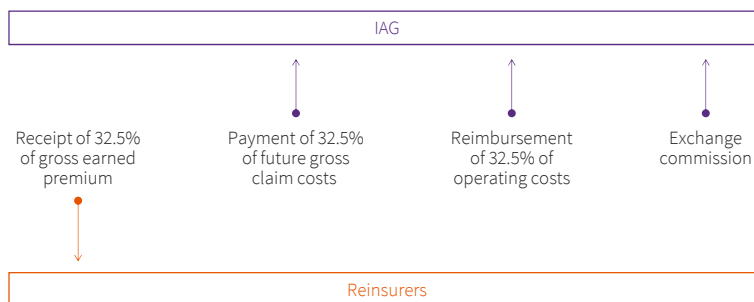 IAG
Receipt of 32.5%
of gross earned
premium
Payment of 32.5%
of future gross
claim costs
Reimbursement
of 32.5% of
operating costs
Exchange
commission
Reinsurers